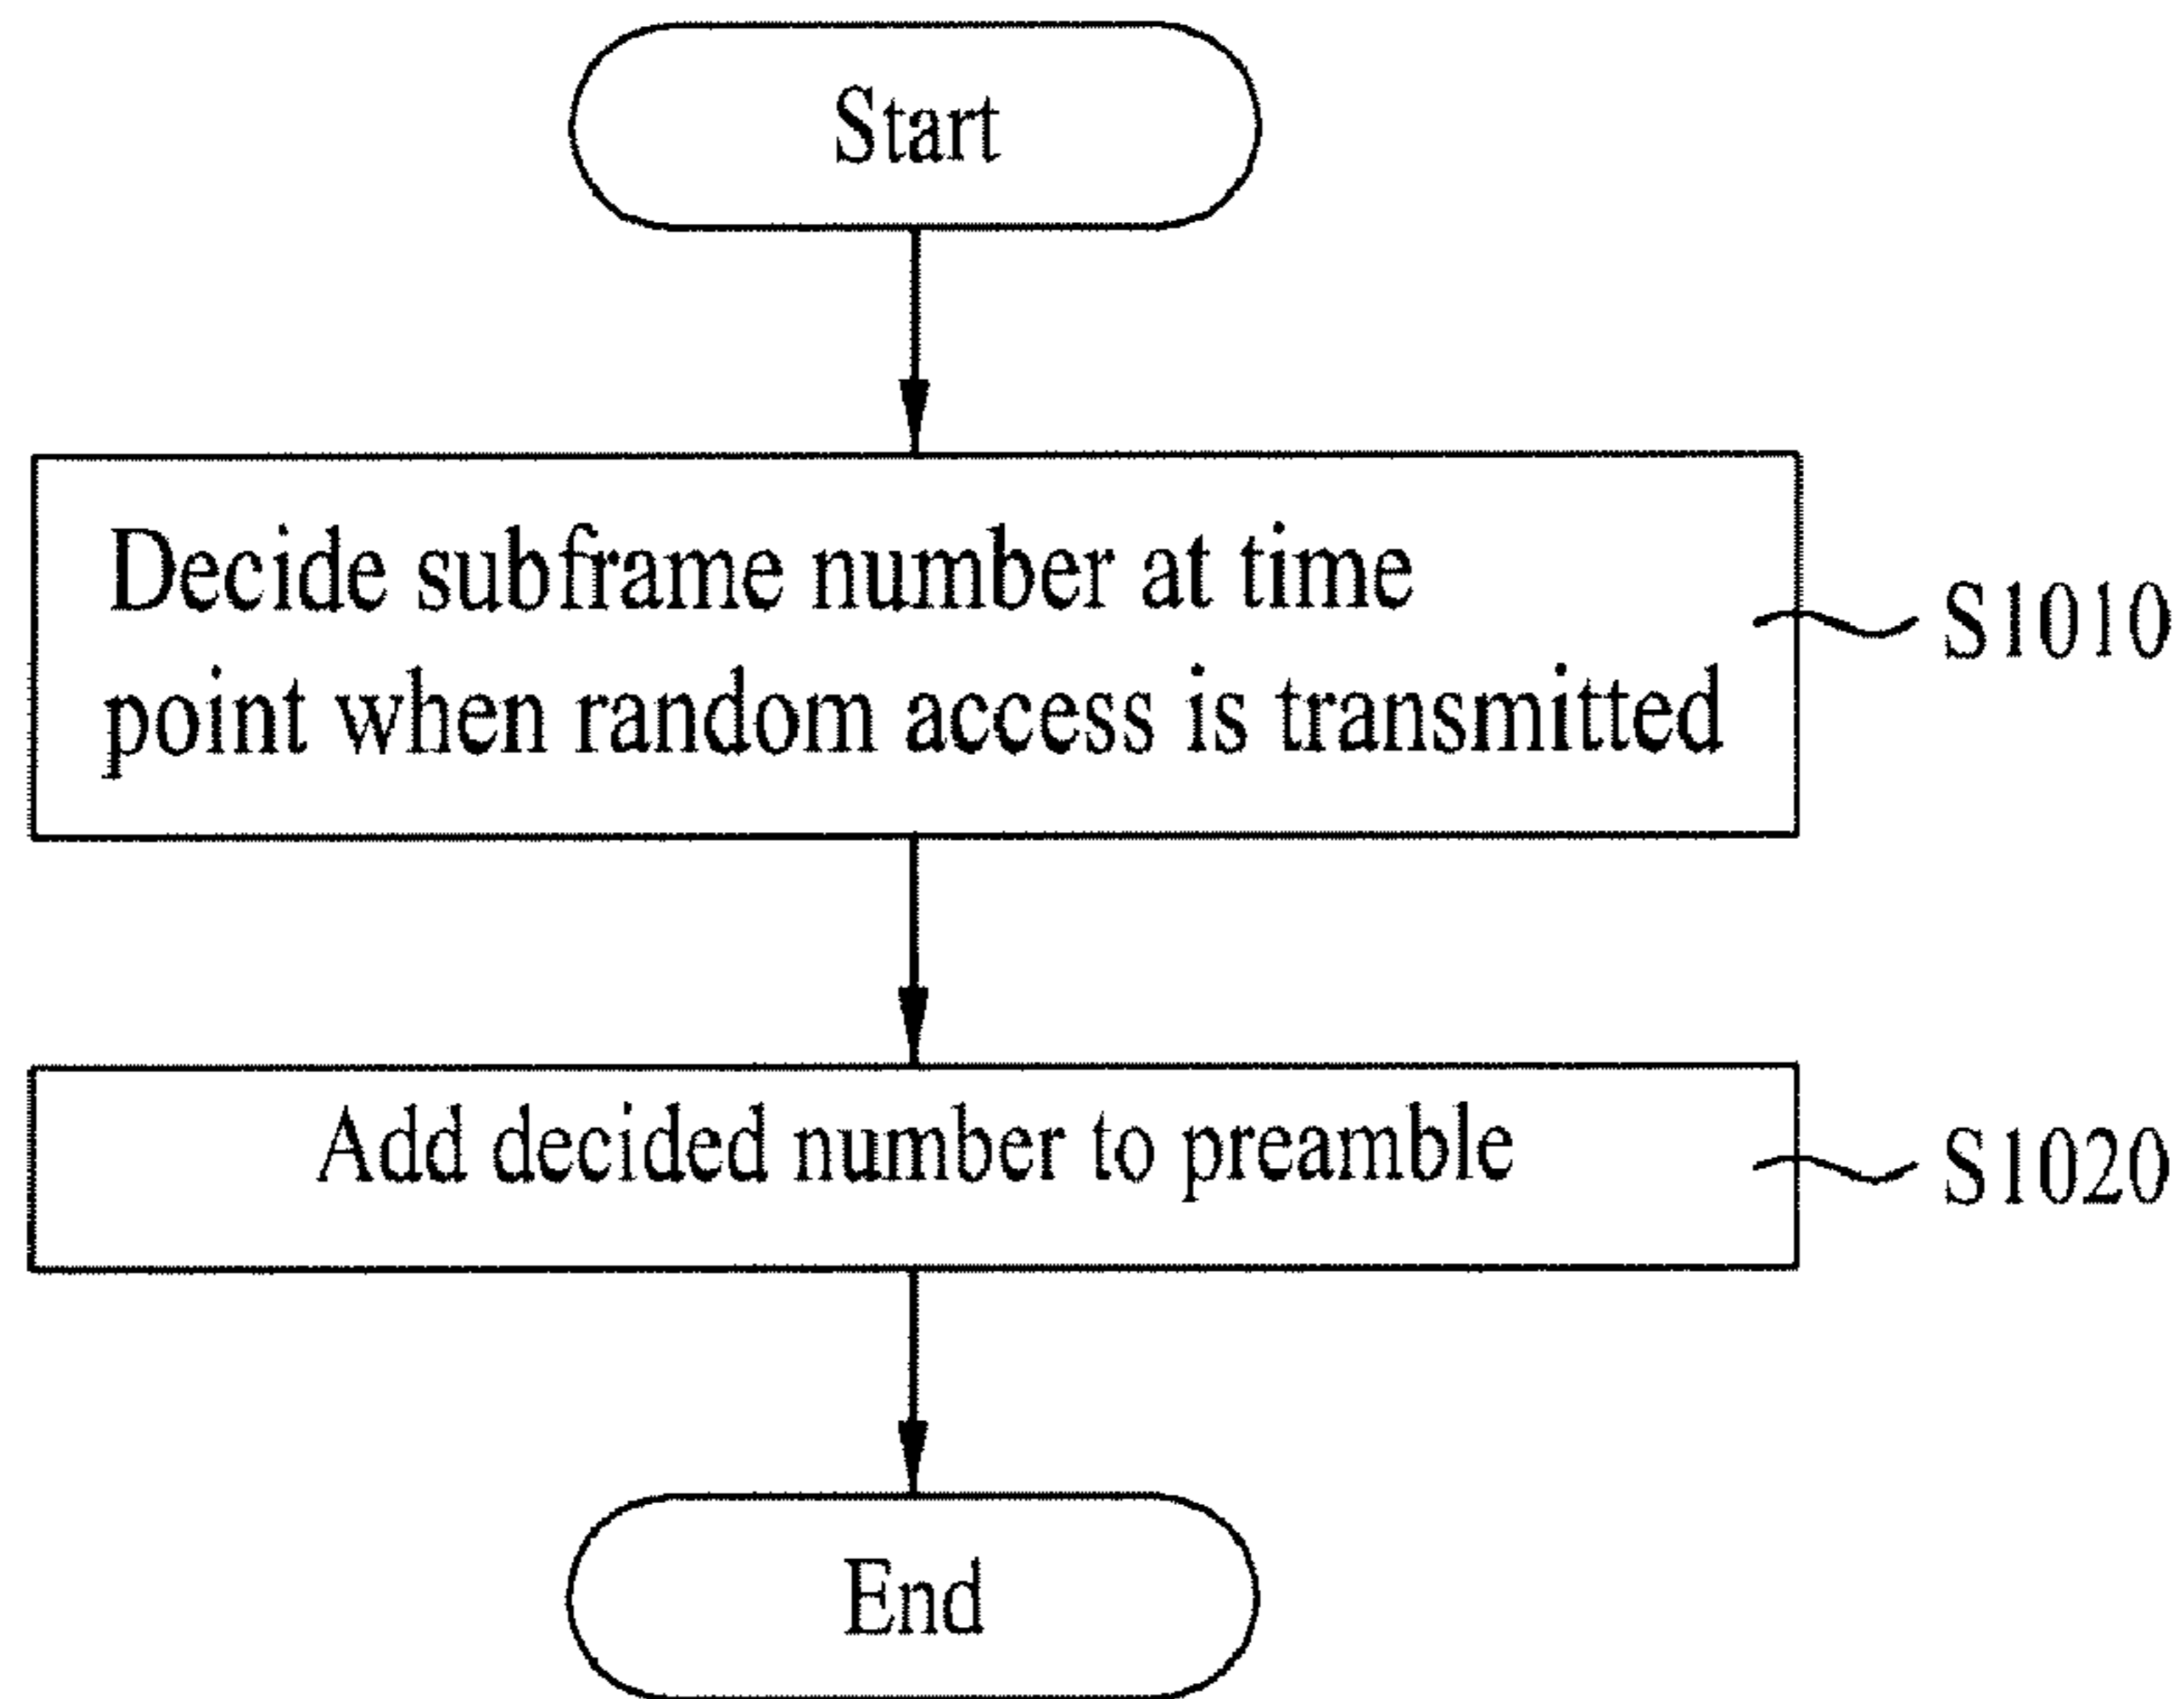 Start
Decide subframe number at time
point when random access is transmitted
S1010
Add decided number to preamble
S1020
End